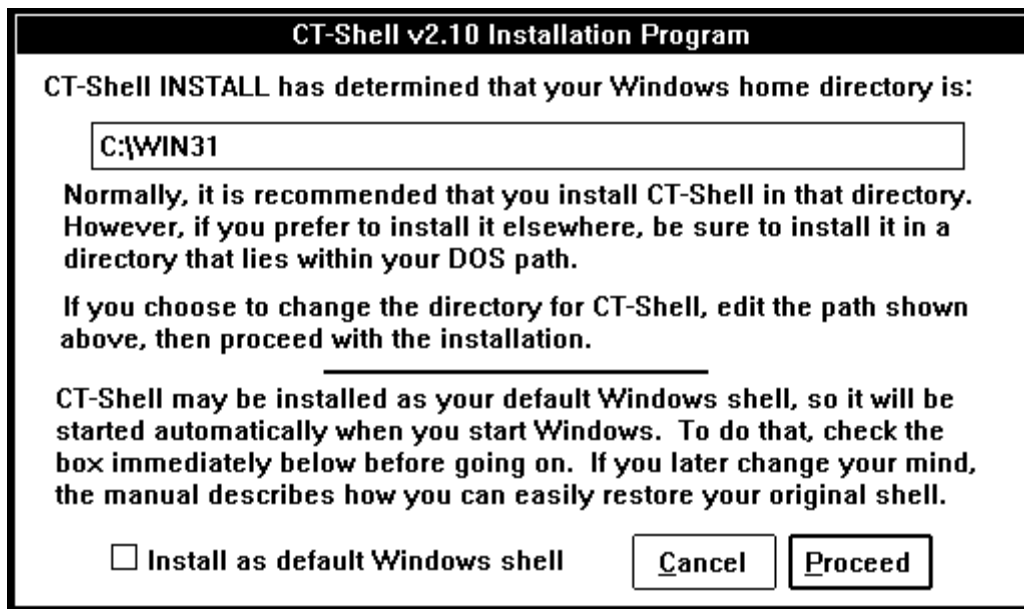 CT-Shell v2.10 Installation Program
CT-Shell INSTALL has determined that your Windows home directory is:
C:\WIN31
Normally, it is recommended that you install CT-Shell in that directory.
However, if you prefer to install it elsewhere, be sure to install it in a
directory that lies within your DOS path.
If you choose to change the directory for CT-Shell, edit the path shown
above, then proceed with the installation.
CT-Shell may be installed as your default Windows shell, so it will be
started automatically when you start Windows.  To do that, check the
box immediately below before going on.  If you later change your mind,
the manual describes how you can easily restore your original shell.
Install as default Windows shell Cancel Proceed